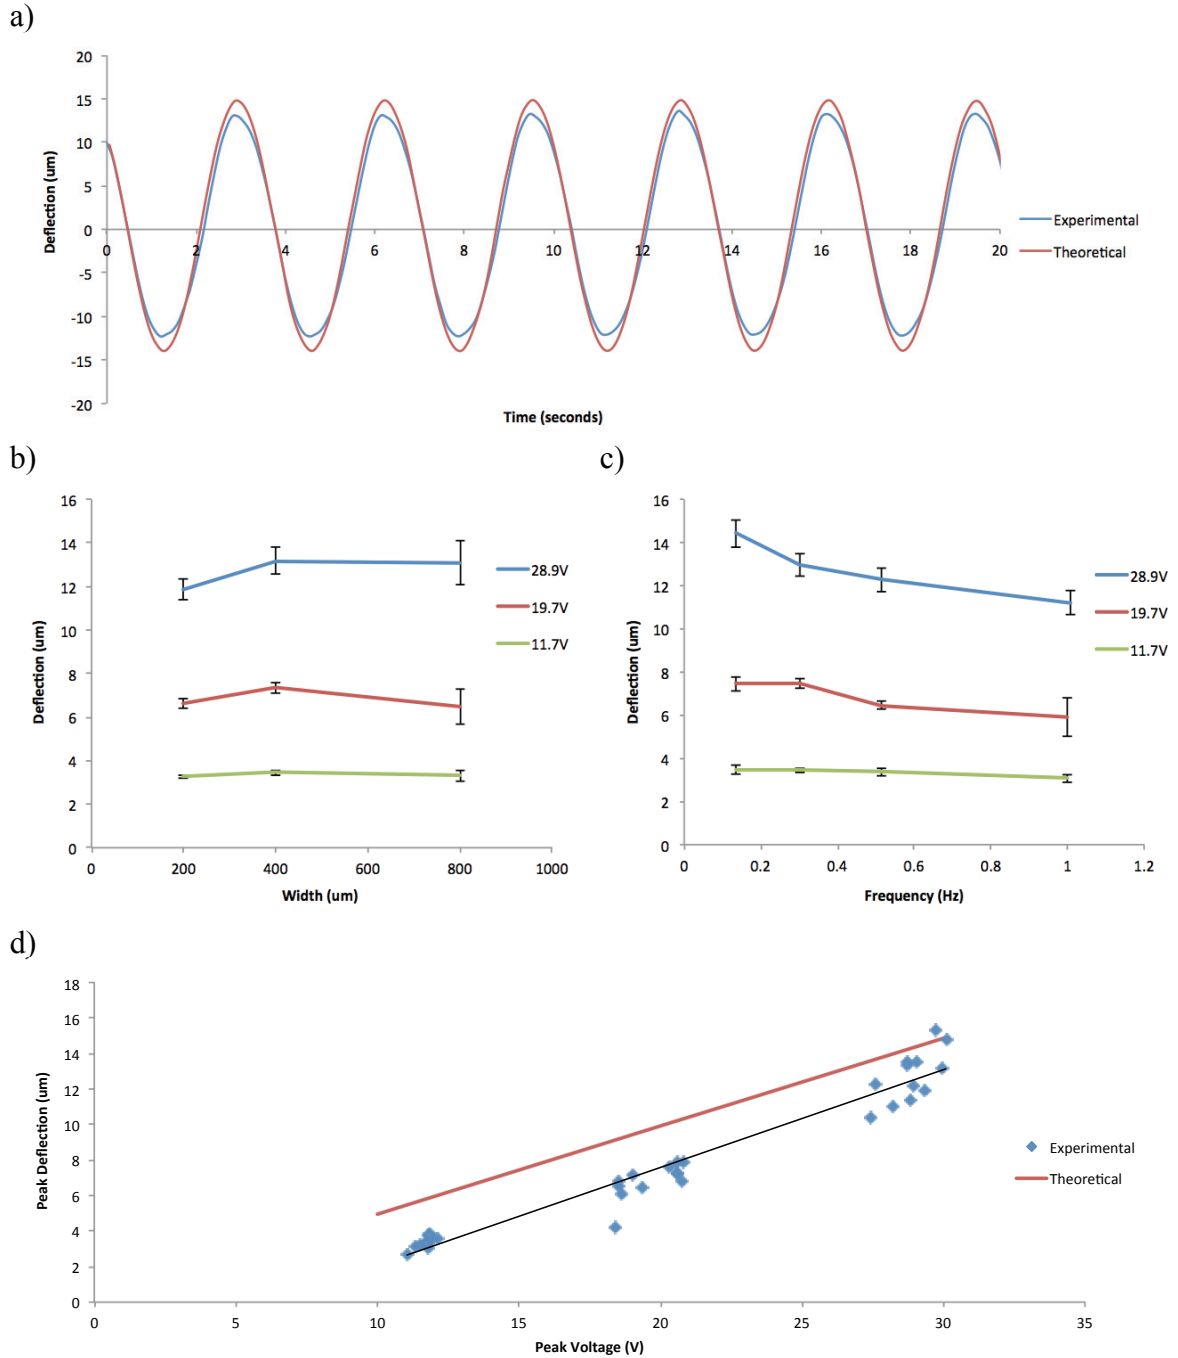 a)
20
15
10
5
0
-5
-10
-15
-20
0 2 4 6 8 10 12 14 16 18 20
Deflection (um)
Time (seconds)
Experimental
Theoretical
b)
16
14
12
10
8
6
4
2
0
0 200 400 600 800 1000
Deflection (um)
Width (um)
28.9V
19.7V
11.7V
c)
16
14
12
10
8
6
4
2
0
0 0.2 0.4 0.6 0.8 1 1.2
Deflection (um)
Frequency (Hz)
28.9V
19.7V
11.7V
d)
18
16
14
12
10
8
6
4
2
0
0 5 10 15 20 25 30 35
Peak Deflection (um)
Peak Voltage (V)
Experimental
Theoretical